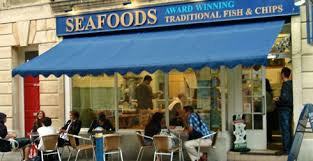 SEAFOODS
AWARD WINNING
TRADITIONAL FISH & CHIPS